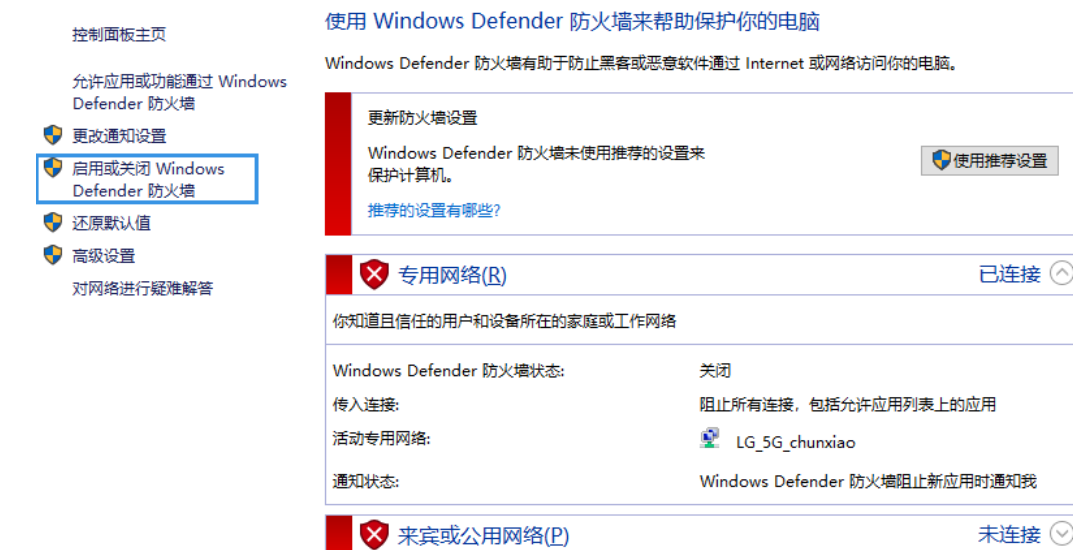 控制面板主页
允许应用或功能通过 Windows
Defender 防火墙
更改通知设置
启用或关闭 Windows
Defender 防火墙
还原默认值
高级设置
对网络进行疑难解答
使用 Windows Defender 防火墙来帮助保护你的电脑
Windows Defender 防火墙有助于防止黑客或恶意软件通过 Internet 或网络访问你的电脑。
更新防火墙设置
Windows Defender 防火墙未使用推荐的设置来
保护计算机。
使用推荐设置
推荐的设置有哪些?
专用网络(R) 已连接
你知道且信任的用户和设备所在的家庭或工作网络
Windows Defender 防火墙状态: 关闭
传入连接: 阻止所有连接，包括允许应用列表上的应用
活动专用网络: LG_5G_chunxiao
通知状态: Windows Defender 防火墙阻止新应用时通知我
来宾或公用网络(P) 未连接